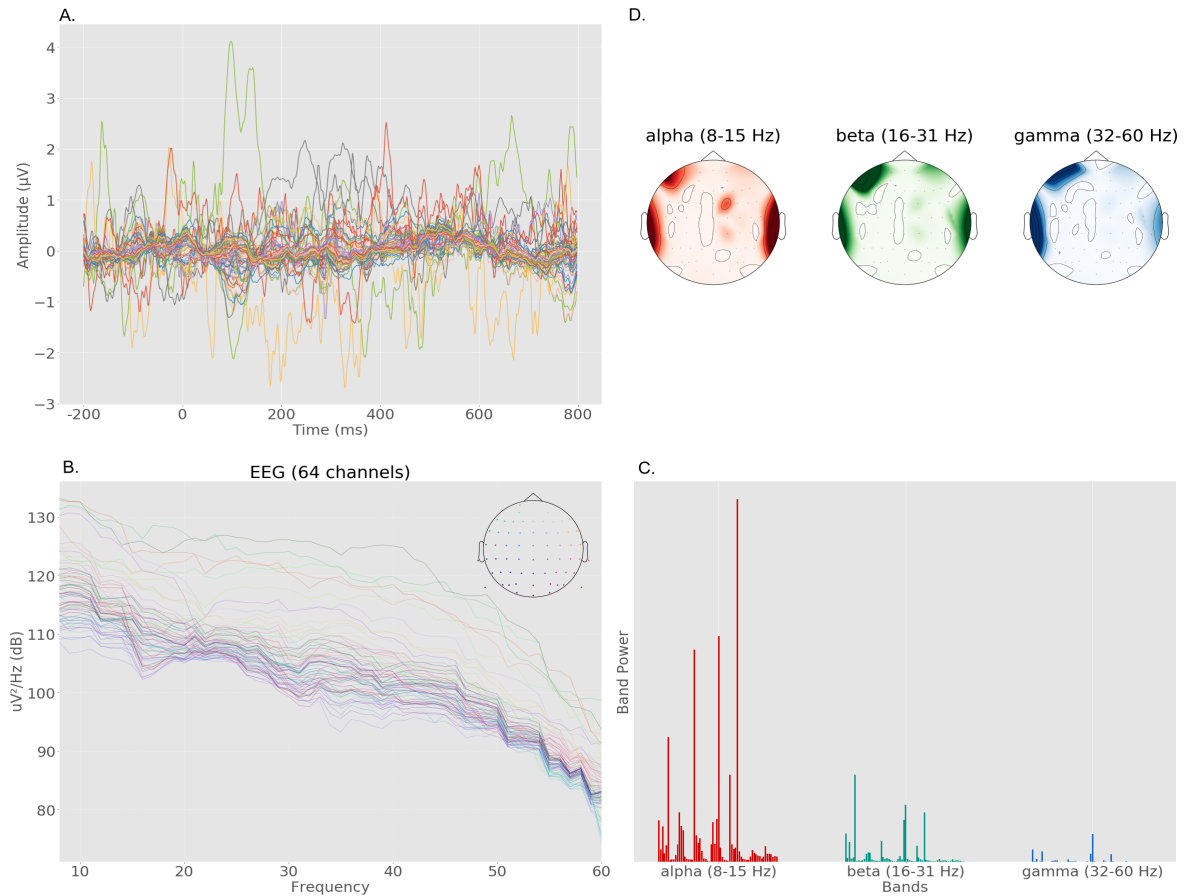 A.
4
3
2
1
0
−1
−2
−3
Amplitude (µV)
-200
0
200
400
600
800
Time (ms)
D.
alpha (8-15 Hz)
beta (16-31 Hz)
gamma (32-60 Hz)
B.
EEG (64 channels)
130
120
110
100
90
80
uV²/Hz (dB)
10
20
30
40
50
60
Frequency
C.
Band Power
alpha (8-15 Hz)
beta (16-31 Hz)
gamma (32-60 Hz)
Bands